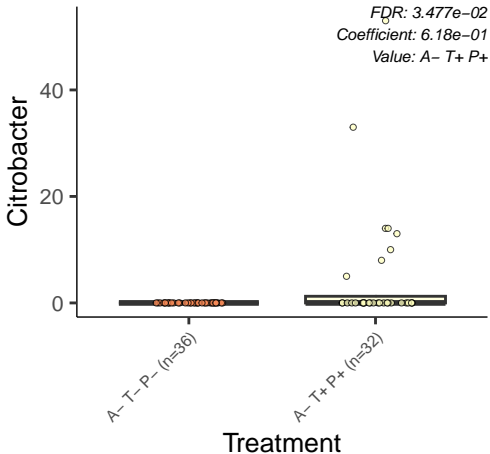 FDR: 3.477e−02
Coefficient: 6.18e−01
Value: A− T+ P+
Citrobacter
40
20
0
A− T− P− (n=36)
A− T+ P+ (n=32)
Treatment